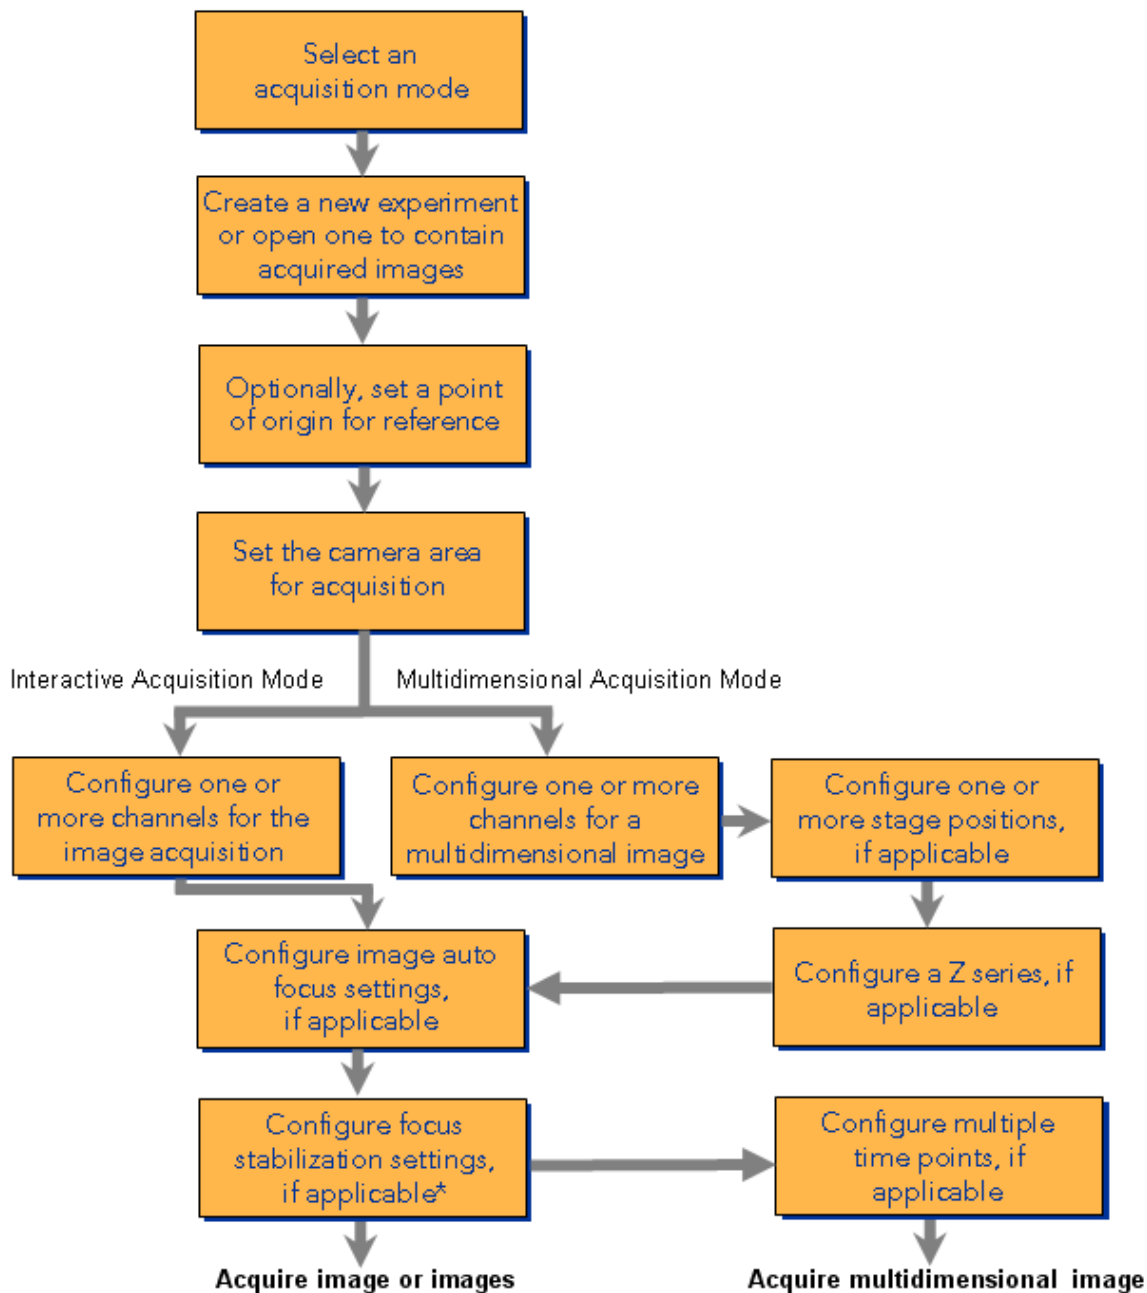 Select an
acquisition mode
Create a new experiment
or open one to contain
acquired images
Optionally, set a point
of origin for reference
Set the camera area
for acquisition
Interactive Acquisition Mode
Multidimensional Acquisition Mode
Configure one or
more channels for the
image acquisition
Configure one or more
channels for a
multidimensional image
Configure one or
more stage positions,
if applicable
Configure image auto
focus settings,
if applicable
Configure a Z series, if
applicable
Configure focus
stabilization settings,
if applicable*
Configure multiple
time points, if
applicable
Acquire image or images
Acquire multidimensional image